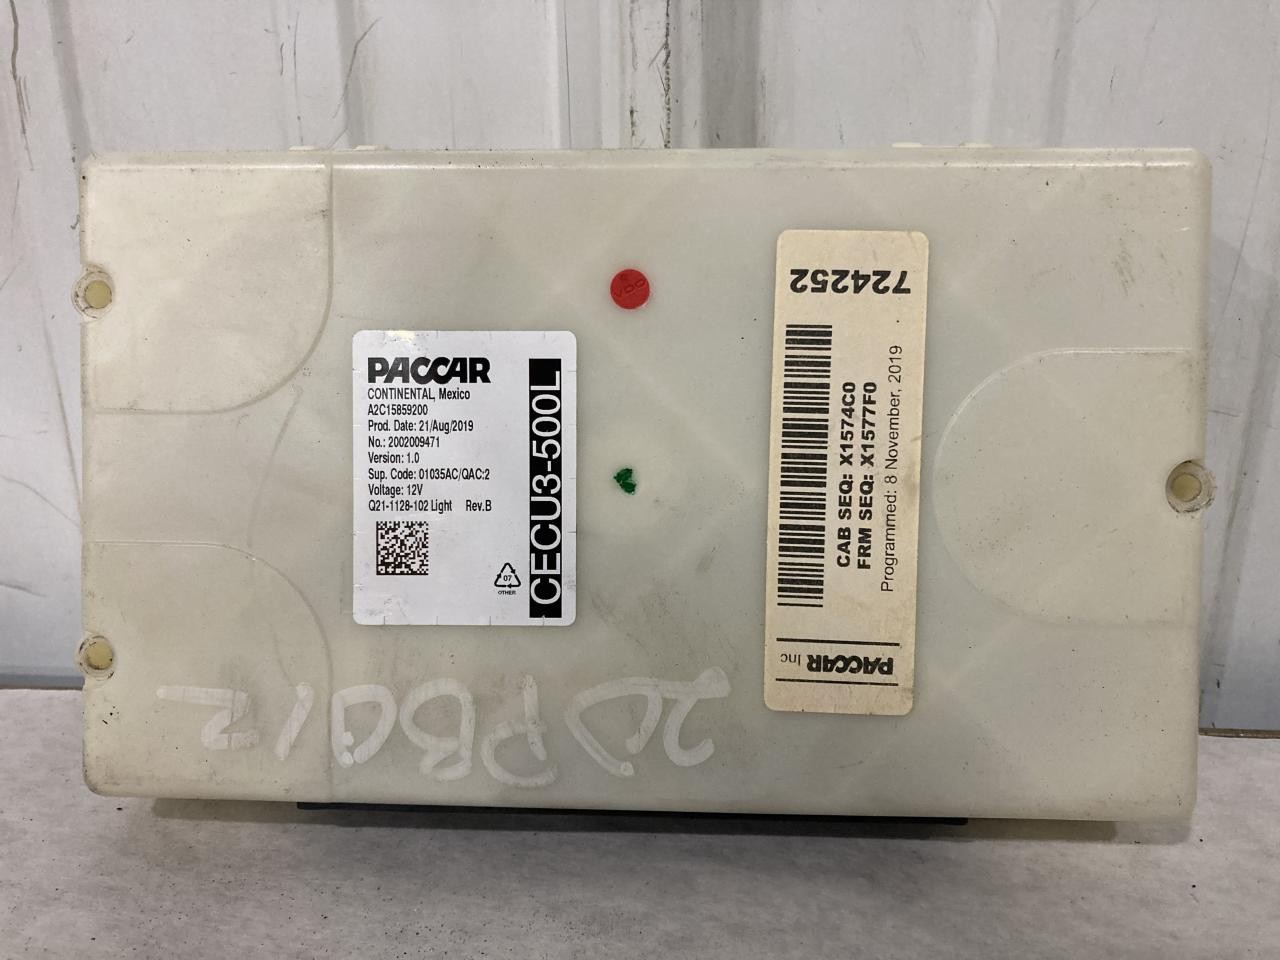 PACCAR
CONTINENTAL, Mexico
A2C15859200
Prod. Date: 21/Aug/2019
No.: 2002009471
Version: 1.0
Sup. Code: 01035AC/QAC:2
Voltage: 12V
Q21-1128-102 Light Rev.B
07
OTHER
CECU3-500L
VDO
724252
CAB SEQ: X1574C0
FRM SEQ: X1577F0
Programmed: 8 November, 2019
PACCAR Inc
20PB012